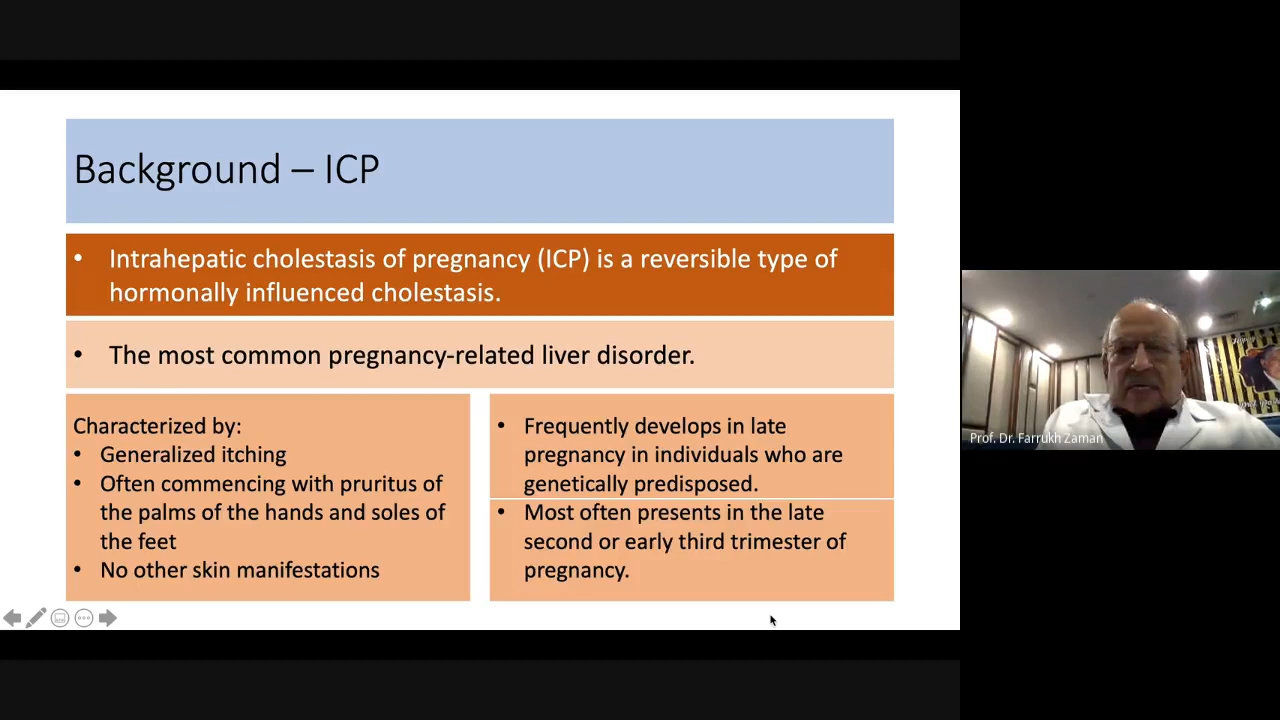 Background – ICP
• Intrahepatic cholestasis of pregnancy (ICP) is a reversible type of
hormonally influenced cholestasis.
• The most common pregnancy-related liver disorder.
Characterized by:
• Generalized itching
• Often commencing with pruritus of
the palms of the hands and soles of
the feet
• No other skin manifestations
• Frequently develops in late
pregnancy in individuals who are
genetically predisposed.
• Most often presents in the late
second or early third trimester of
pregnancy.
Prof. Dr. Farrukh Zaman